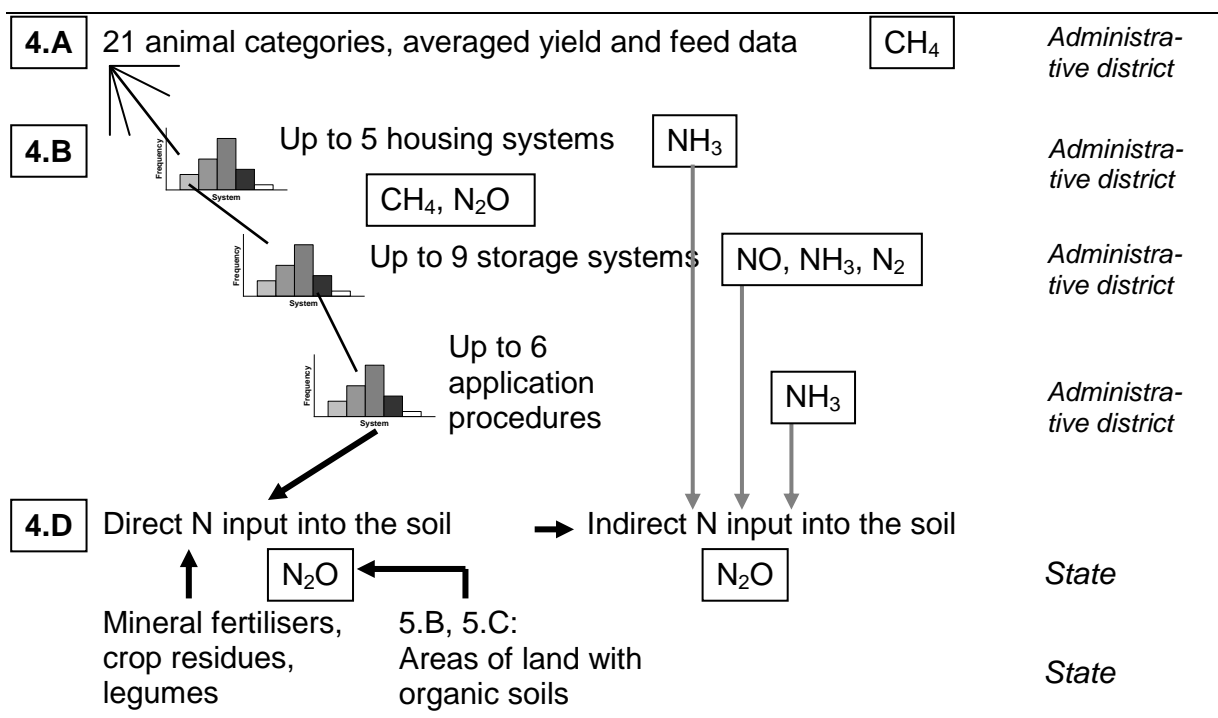 4.A 21 animal categories, averaged yield and feed data CH₄ Administra-
tive district
4.B Up to 5 housing systems NH₃ Administra-
tive district
Frequency
System
CH₄, N₂O
Up to 9 storage systems NO, NH₃, N₂ Administra-
tive district
Frequency
System
Up to 6
application
procedures
NH₃ Administra-
tive district
Frequency
System
4.D Direct N input into the soil Indirect N input into the soil
N₂O N₂O State
Mineral fertilisers,
crop residues,
legumes
5.B, 5.C:
Areas of land with
organic soils
State